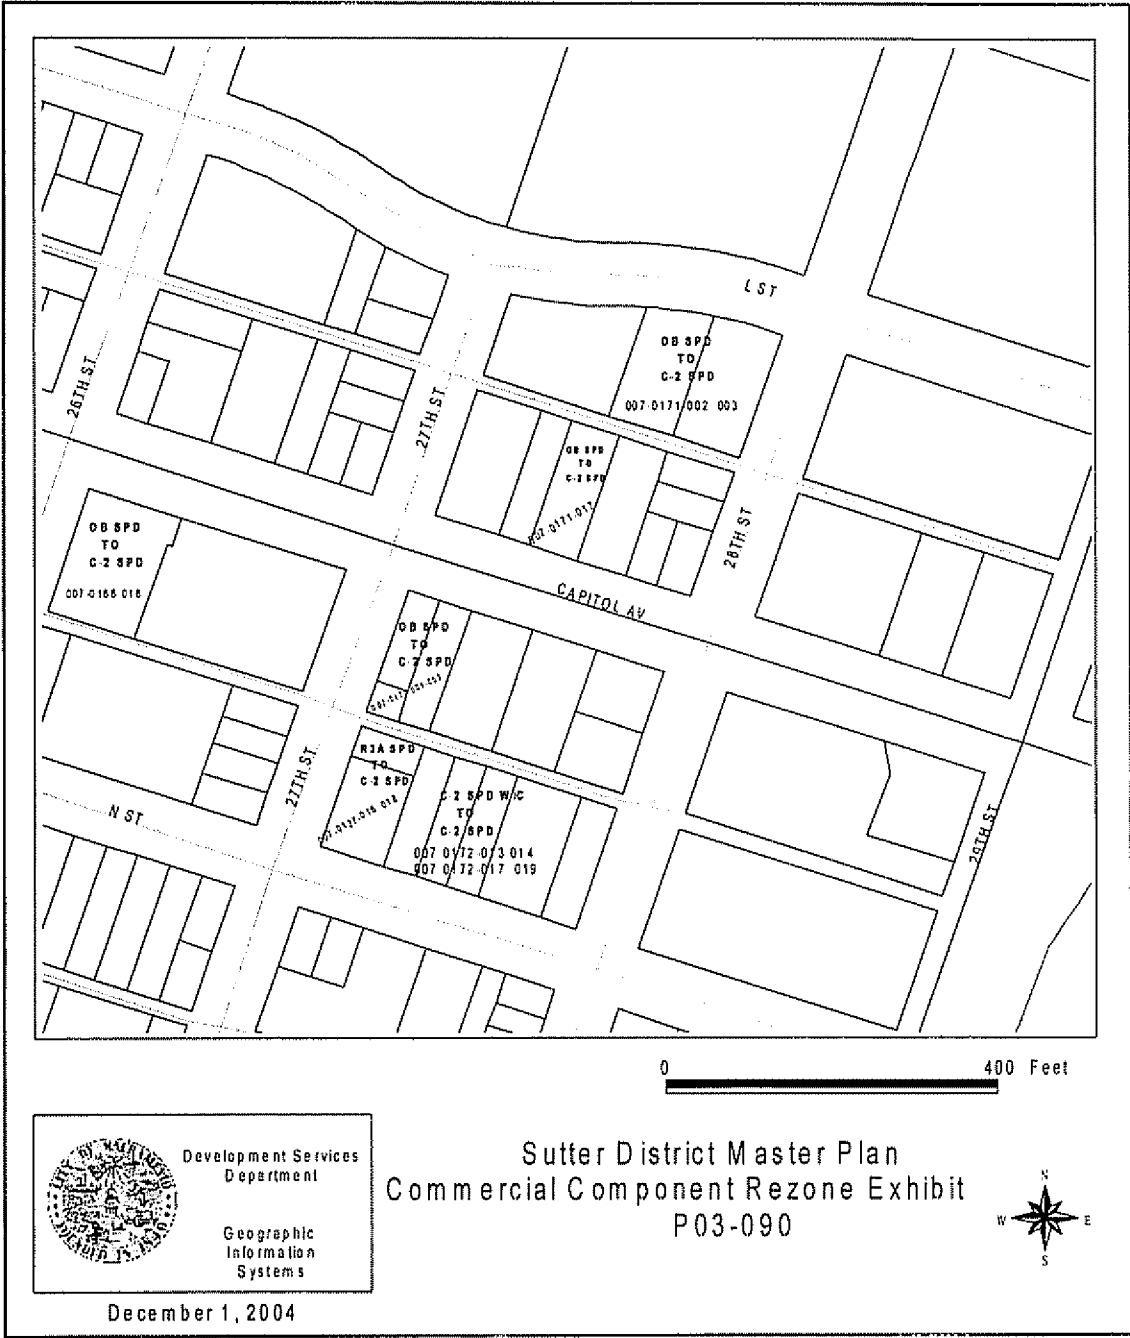 L ST
OB SPD
TO
C-2 SPD
007-0171-002 003
26TH ST.
27TH ST.
OB SPD
TO
C-2 SPD
007-0171-017
28TH ST
OB SPD
TO
C-2 SPD
007-0166 016
CAPITOL AV
OB SPD
TO
C-2 SPD
R3A SPD
TO
C-2 SPD
27TH ST.
C-2 SPD W/C
TO
C-2 SPD
007 0172-013 014
007 0172-017 019
N ST
29TH ST.
0 400 Feet
Development Services
Department
Geographic
Information
Systems
Sutter District Master Plan
Commercial Component Rezone Exhibit
P03-090
N
W E
S
December 1, 2004